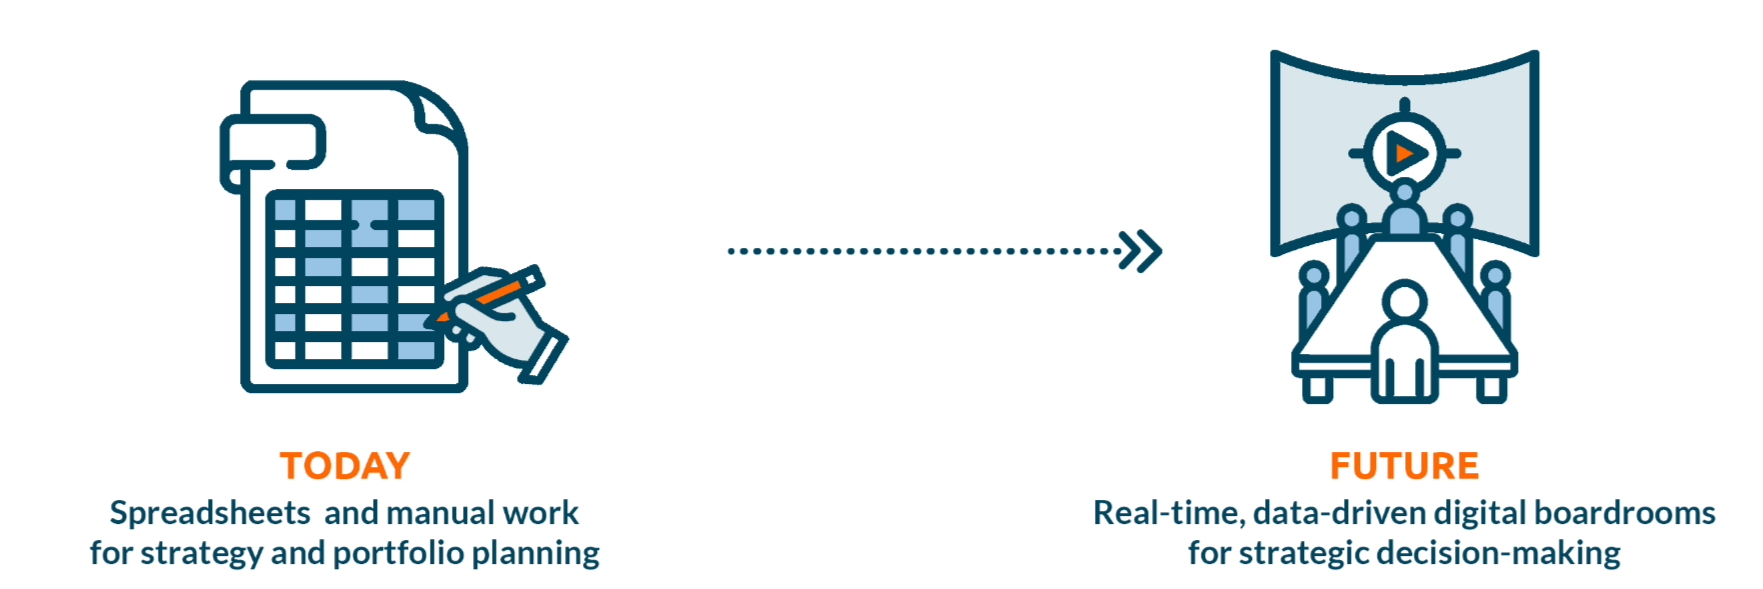 TODAY
Spreadsheets and manual work
for strategy and portfolio planning
FUTURE
Real-time, data-driven digital boardrooms
for strategic decision-making